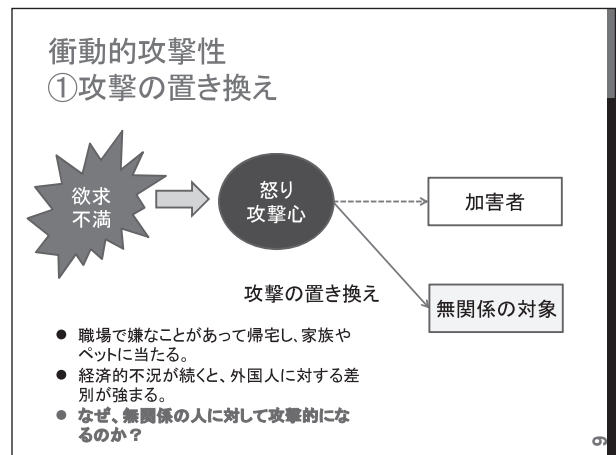 衝動的攻撃性
①攻撃の置き換え
欲求
不満
怒り
攻撃心
加害者
攻撃の置き換え
無関係の対象
● 職場で嫌なことがあって帰宅し、家族や
ペットに当たる。
● 経済的不況が続くと、外国人に対する差
別が強まる。
● なぜ、無関係の人に対して攻撃的にな
るのか？
9